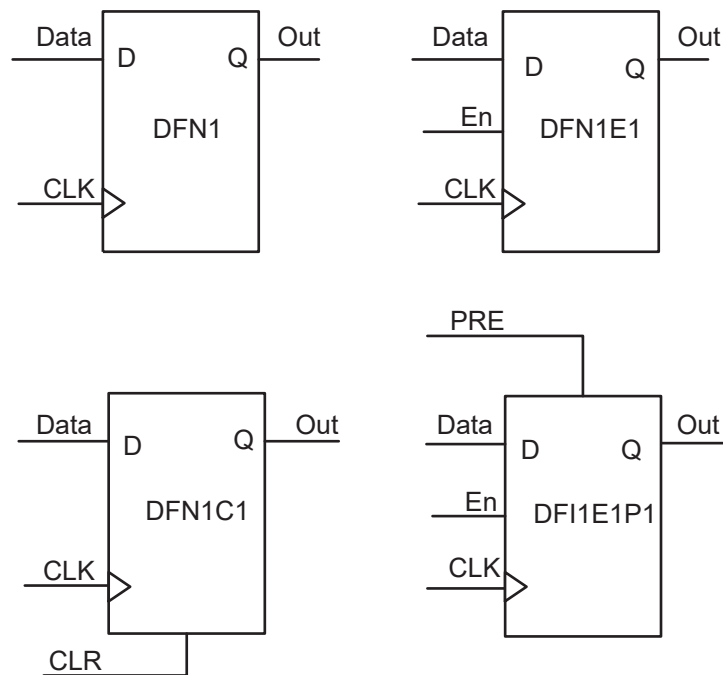 Data
D
Q
Out
DFN1
CLK
Data
D
Q
Out
En
DFN1E1
CLK
Data
D
Q
Out
DFN1C1
CLK
CLR
PRE
Data
D
Q
Out
En
DFI1E1P1
CLK